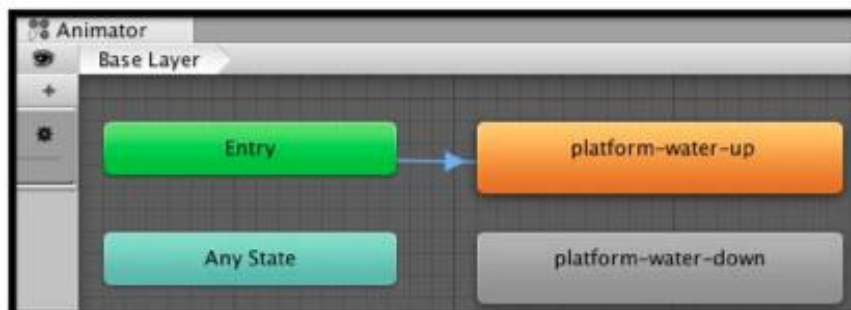 Animator
Base Layer
+
Entry
platform-water-up
Any State
platform-water-down